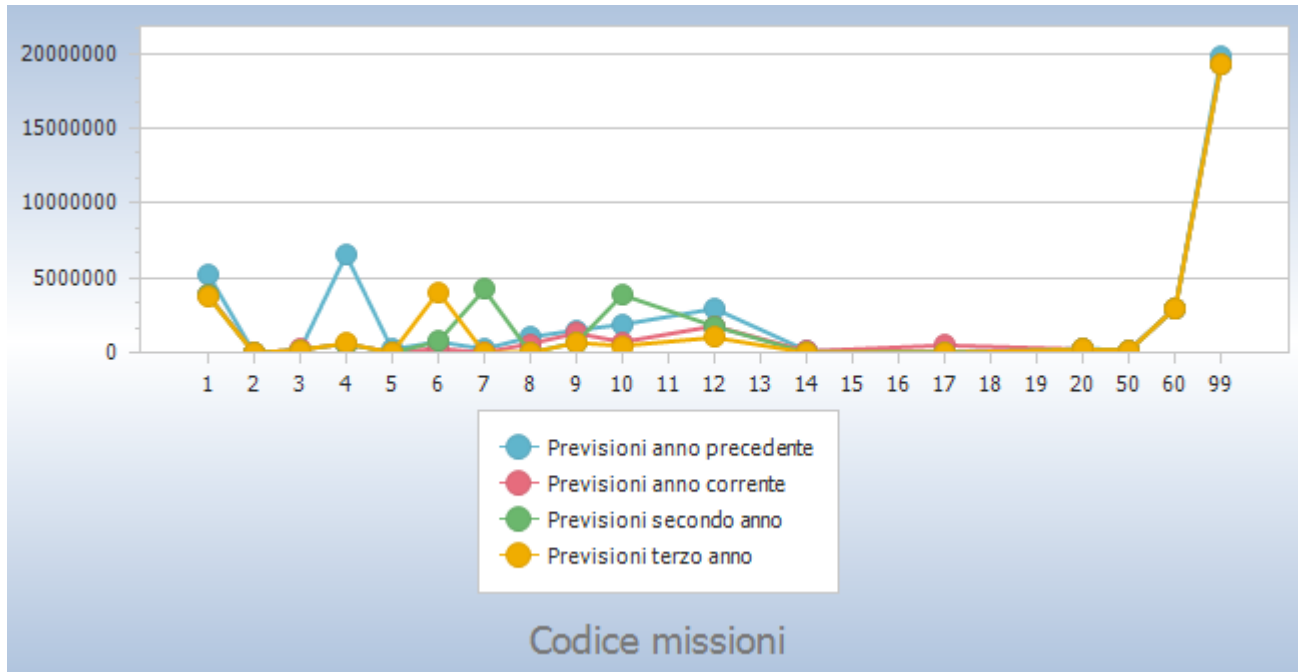 20000000
15000000
10000000
5000000
0
1 2 3 4 5 6 7 8 9 10 11 12 13 14 15 16 17 18 19 20 50 60 99
Previsioni anno precedente
Previsioni anno corrente
Previsioni secondo anno
Previsioni terzo anno
Codice missioni